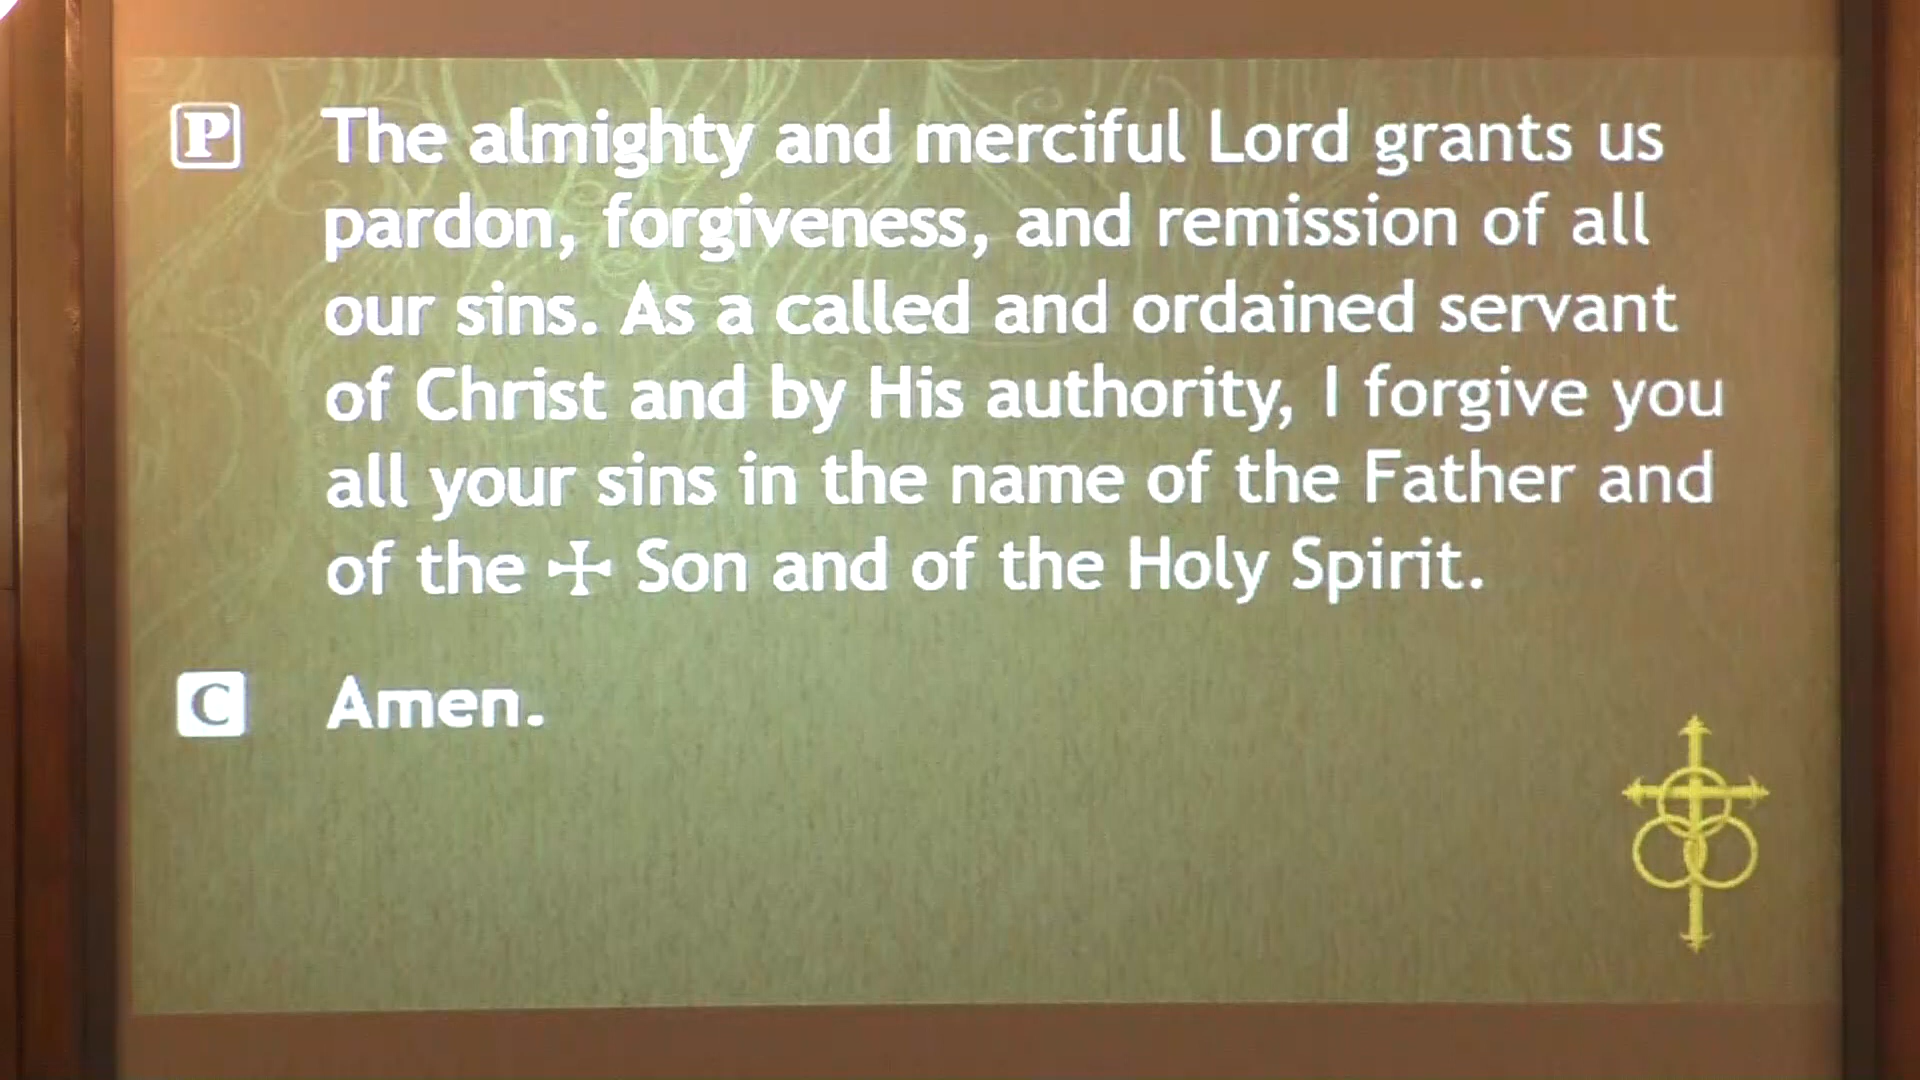 P The almighty and merciful Lord grants us
pardon, forgiveness, and remission of all
our sins. As a called and ordained servant
of Christ and by His authority, I forgive you
all your sins in the name of the Father and
of the ☩ Son and of the Holy Spirit.
C Amen.